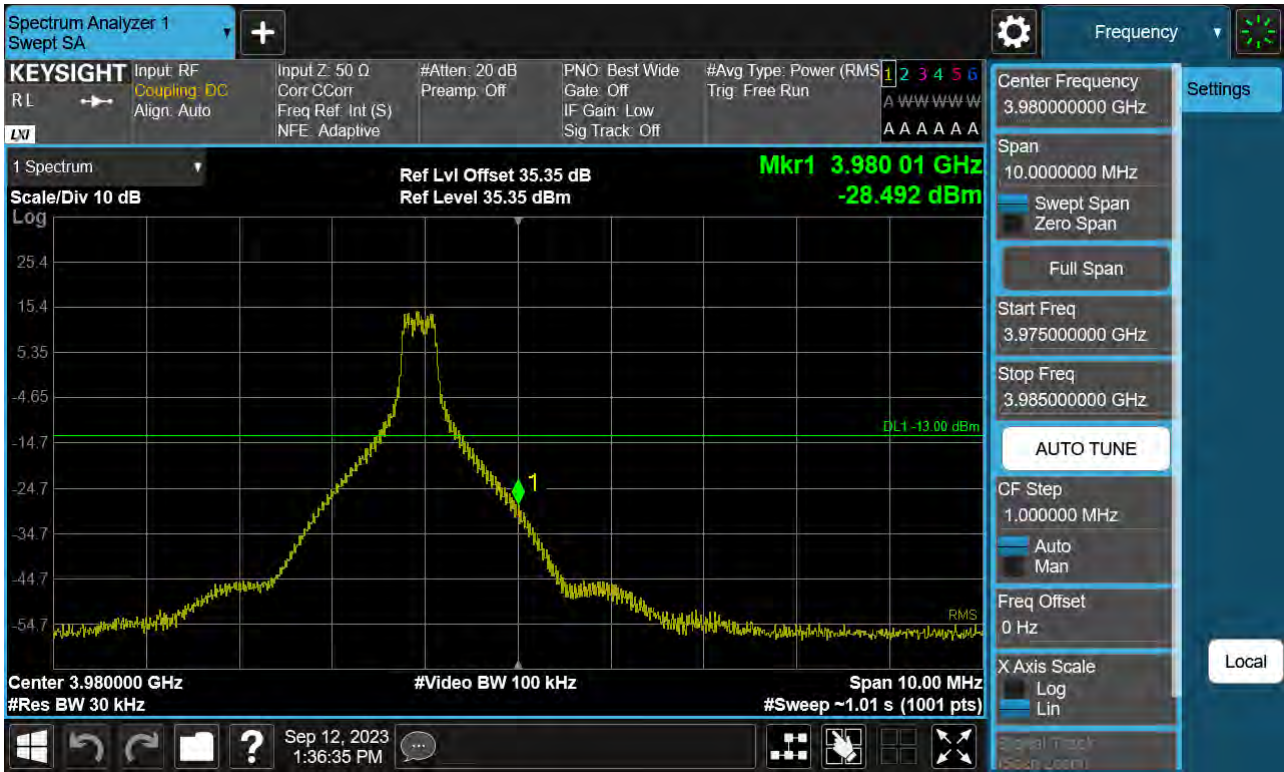 Spectrum Analyzer 1
Swept SA
Frequency
KEYSIGHT
RL
LXI
Input: RF
Coupling: DC
Align: Auto
Input Z: 50 Ω
Corr CCorr
Freq Ref: Int (S)
NFE: Adaptive
#Atten: 20 dB
Preamp: Off
PNO: Best Wide
Gate: Off
IF Gain: Low
Sig Track: Off
#Avg Type: Power (RMS
Trig: Free Run
1 2 3 4 5 6
A W W W W W
A A A A A A
1 Spectrum
Scale/Div 10 dB
Log
Ref Lvl Offset 35.35 dB
Ref Level 35.35 dBm
Mkr1 3.980 01 GHz
-28.492 dBm
25.4
15.4
5.35
-4.65
-14.7
-24.7
-34.7
-44.7
-54.7
DL1 -13.00 dBm
1
RMS
Center 3.980000 GHz
#Res BW 30 kHz
#Video BW 100 kHz
Span 10.00 MHz
#Sweep ~1.01 s (1001 pts)
Center Frequency
3.980000000 GHz
Settings
Span
10.0000000 MHz
Swept Span
Zero Span
Full Span
Start Freq
3.975000000 GHz
Stop Freq
3.985000000 GHz
AUTO TUNE
CF Step
1.000000 MHz
Auto
Man
Freq Offset
0 Hz
X Axis Scale
Log
Lin
Signal Track
(Span Zoom)
Local
?
Sep 12, 2023
1:36:35 PM